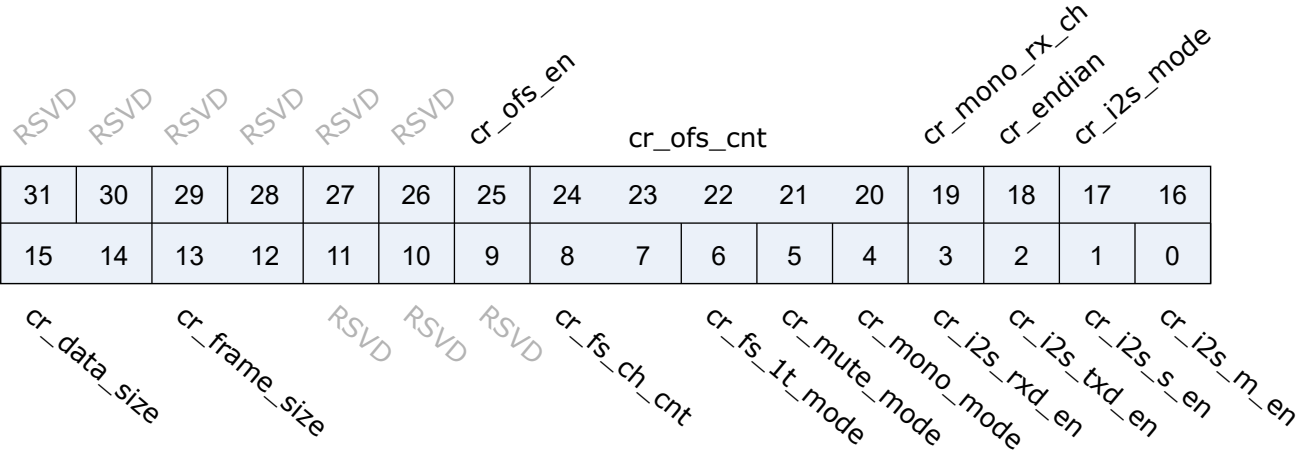 RSVD RSVD RSVD RSVD RSVD RSVD cr_ofs_en cr_ofs_cnt cr_mono_rx_ch cr_endian cr_i2s_mode
31 30 29 28 27 26 25 24 23 22 21 20 19 18 17 16
15 14 13 12 11 10 9 8 7 6 5 4 3 2 1 0
cr_data_size cr_frame_size RSVD RSVD RSVD cr_fs_ch_cnt cr_fs_1t_mode cr_mute_mode cr_mono_mode cr_i2s_rxd_en cr_i2s_txd_en cr_i2s_s_en cr_i2s_m_en